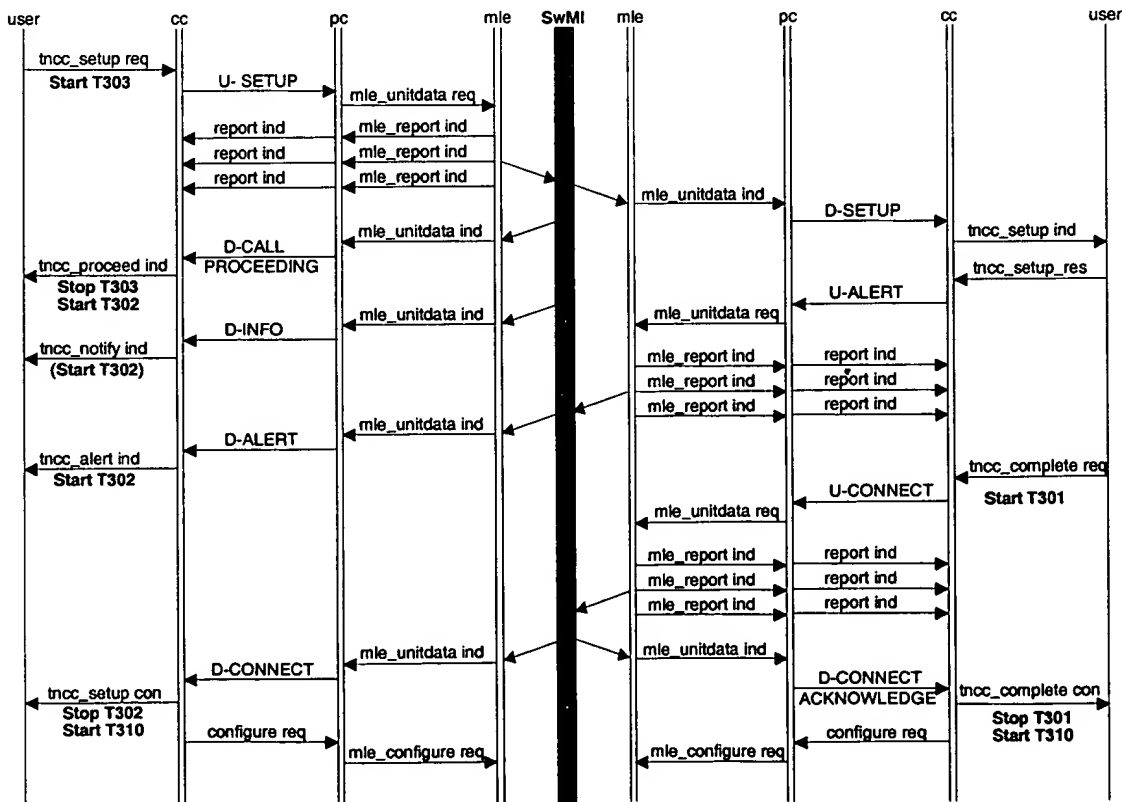 user cc pc mle SwMI mle pc cc user
tncc_setup req
Start T303
U- SETUP
mle_unitdata req
report ind mle_report ind
report ind mle_report ind
report ind mle_report ind
mle_unitdata ind
D-SETUP
tncc_setup ind
mle_unitdata ind
D-CALL
PROCEEDING
tncc_proceed ind
Stop T303
Start T302
tncc_setup_res
U-ALERT
mle_unitdata req
mle_unitdata ind
D-INFO
tncc_notify ind
(Start T302)
mle_report ind report ind
mle_report ind report ind
mle_report ind report ind
mle_unitdata ind
D-ALERT
tncc_alert ind
Start T302
tncc_complete req
Start T301
U-CONNECT
mle_unitdata req
mle_report ind report ind
mle_report ind report ind
mle_report ind report ind
mle_unitdata ind
D-CONNECT
tncc_setup con
Stop T302
Start T310
mle_unitdata ind
D-CONNECT
ACKNOWLEDGE
tncc_complete con
Stop T301
Start T310
configure req
mle_configure req
configure req
mle_configure req